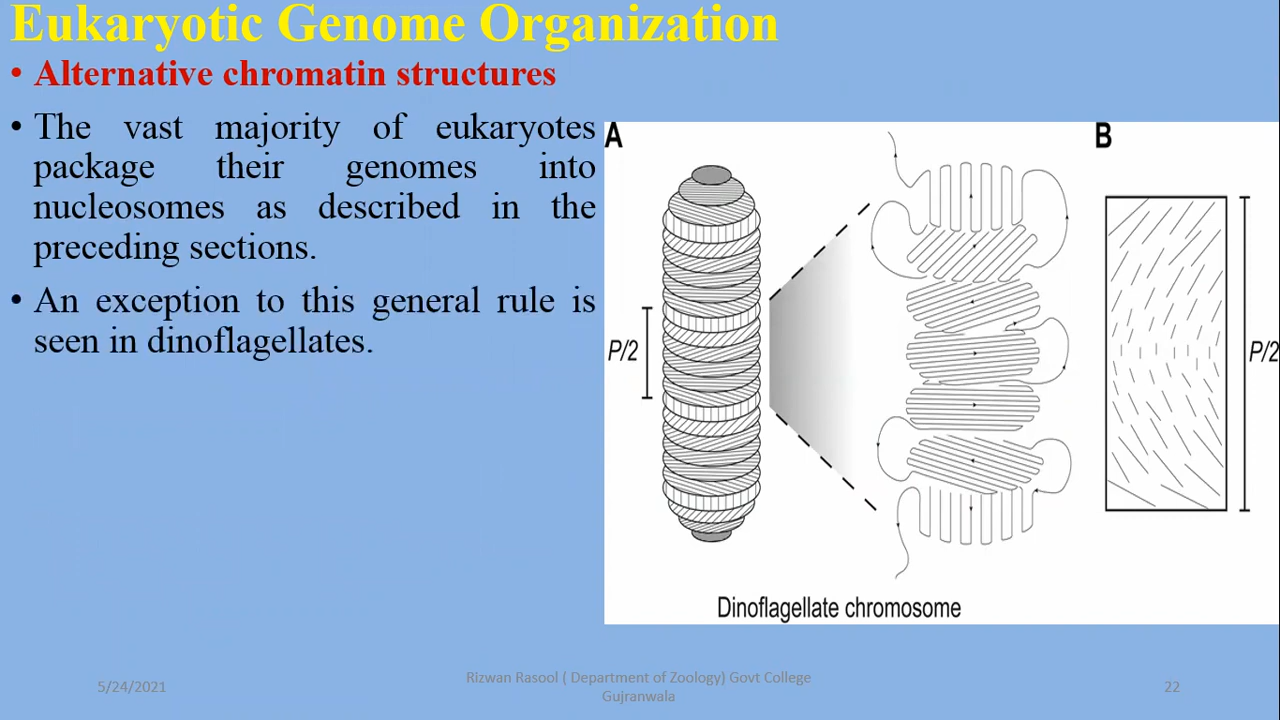 Eukaryotic Genome Organization
• Alternative chromatin structures
• The vast majority of eukaryotes
package their genomes into
nucleosomes as described in the
preceding sections.
• An exception to this general rule is
seen in dinoflagellates.
A
B
P/2
P/2
Dinoflagellate chromosome
5/24/2021
Rizwan Rasool ( Department of Zoology) Govt College
Gujranwala
22